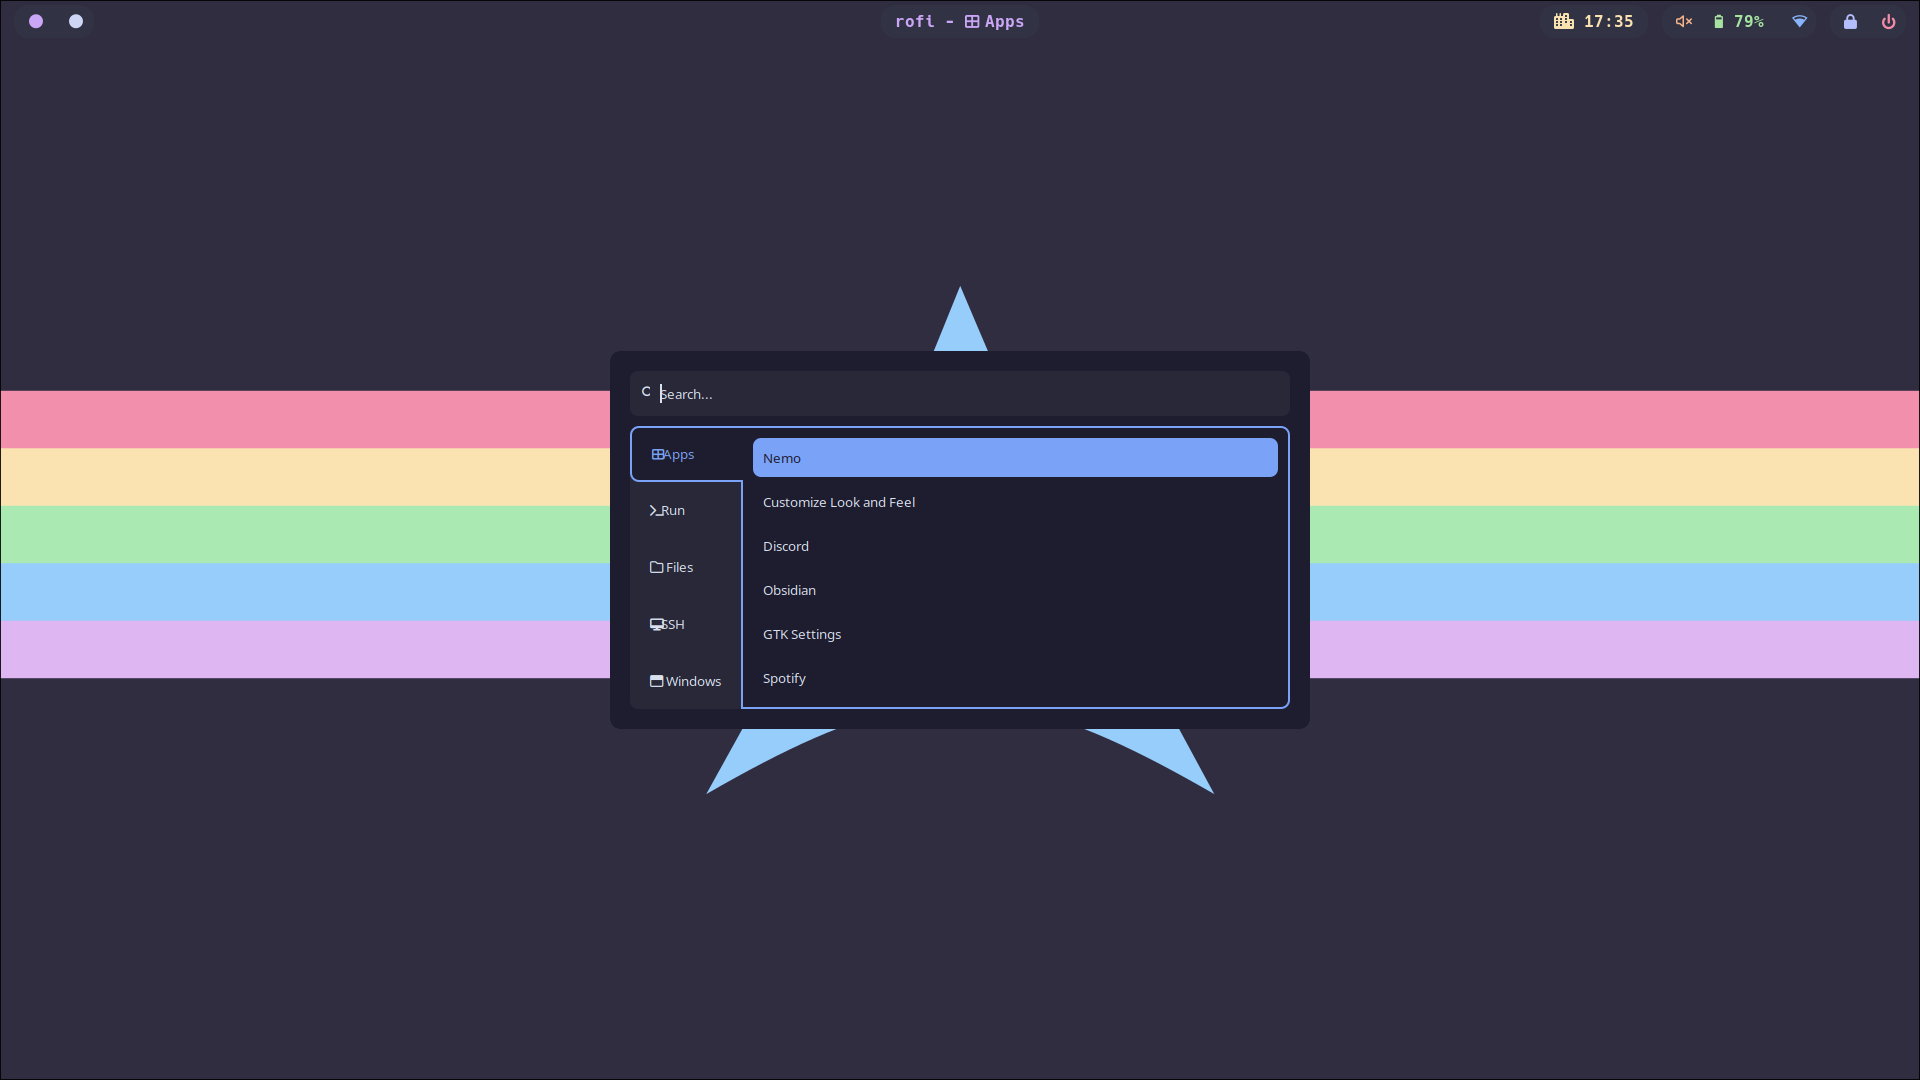 rofi - Apps
17:35
79%
Search...
Apps
Run
Files
SSH
Windows
Nemo
Customize Look and Feel
Discord
Obsidian
GTK Settings
Spotify